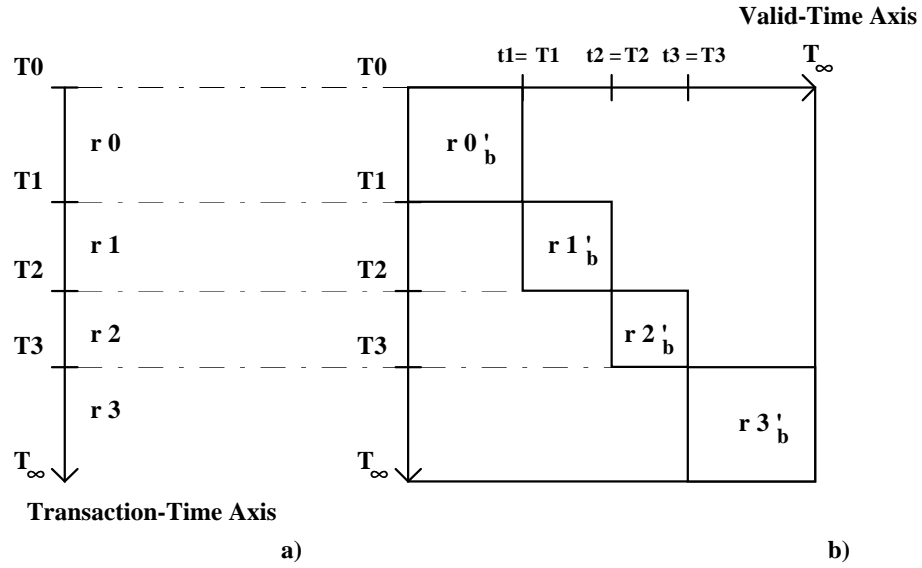 Valid-Time Axis
t1= T1 t2 =T2 t3 =T3
T0 T0 T∞
r 0 r 0'b
T1 T1
r 1 r 1'b
T2 T2
r 2 r 2'b
T3 T3
r 3 r 3'b
T∞ T∞
Transaction-Time Axis
a) b)